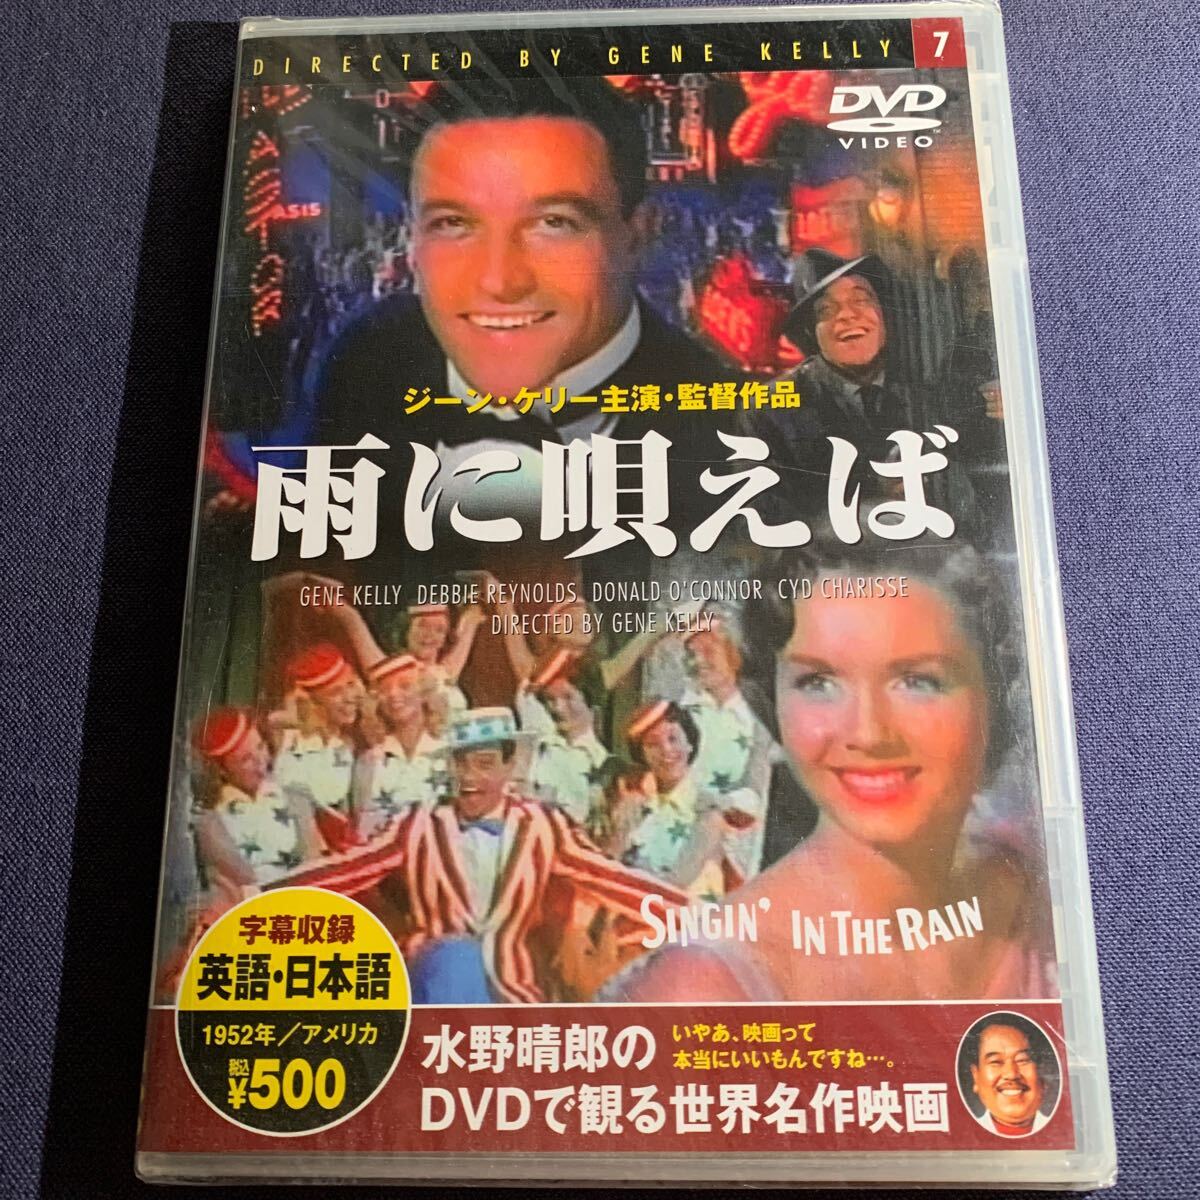 DIRECTED BY GENE KELLY 7
DVD
VIDEO
ASIS
ジーン・ケリー主演・監督作品
雨に唄えば
GENE KELLY DEBBIE REYNOLDS DONALD O'CONNOR CYD CHARISSE
DIRECTED BY GENE KELLY
SINGIN' IN THE RAIN
字幕収録
英語・日本語
1952年/アメリカ
税込¥500
水野晴郎の
いやあ、映画って
本当にいいもんですね…。
DVDで観る世界名作映画